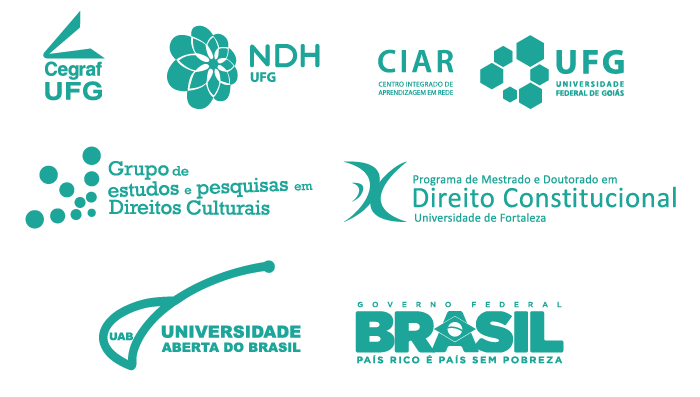 Cegraf
UFG
NDH
UFG
CIAR
CENTRO INTEGRADO DE
APRENDIZAGEM EM REDE
UFG
UNIVERSIDADE
FEDERAL DE GOIÁS
Grupo de
estudos e pesquisas em
Direitos Culturais
Programa de Mestrado e Doutorado em
Direito Constitucional
Universidade de Fortaleza
UAB
UNIVERSIDADE
ABERTA DO BRASIL
GOVERNO FEDERAL
BRASIL
PAÍS RICO É PAÍS SEM POBREZA